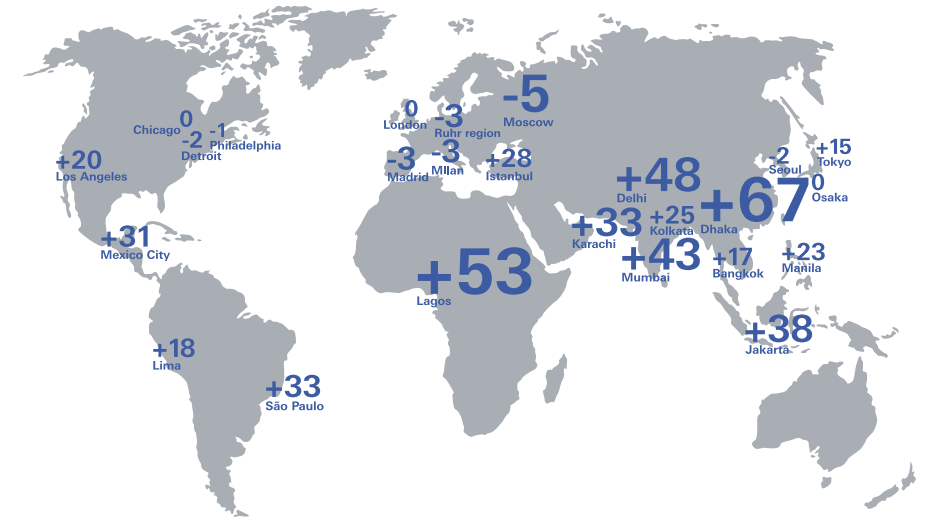 -5
Moscow
0
London
-3
Ruhr region
0
Chicago
-1
Philadelphia
-2
Detroit
+20
Los Angeles
-3
Madrid
-3
Milan
+28
Istanbul
+15
Tokyo
-2
Seoul
0
Osaka
+48
Delhi
+67
Dhaka
+33
Karachi
+25
Kolkata
+43
Mumbai
+31
Mexico City
+17
Bangkok
+23
Manila
+53
Lagos
+38
Jakarta
+18
Lima
+33
São Paulo